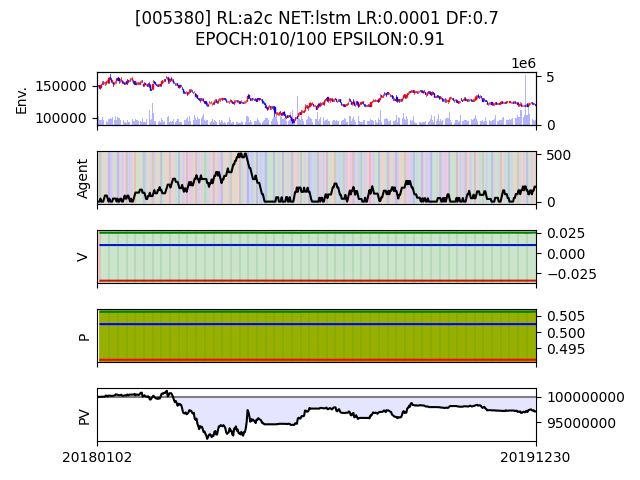 [005380] RL:a2c NET:lstm LR:0.0001 DF:0.7
EPOCH:010/100 EPSILON:0.91
1e6
Env.
150000
100000
5
0
Agent
500
0
V
0.025
0.000
−0.025
P
0.505
0.500
0.495
PV
100000000
95000000
20180102
20191230